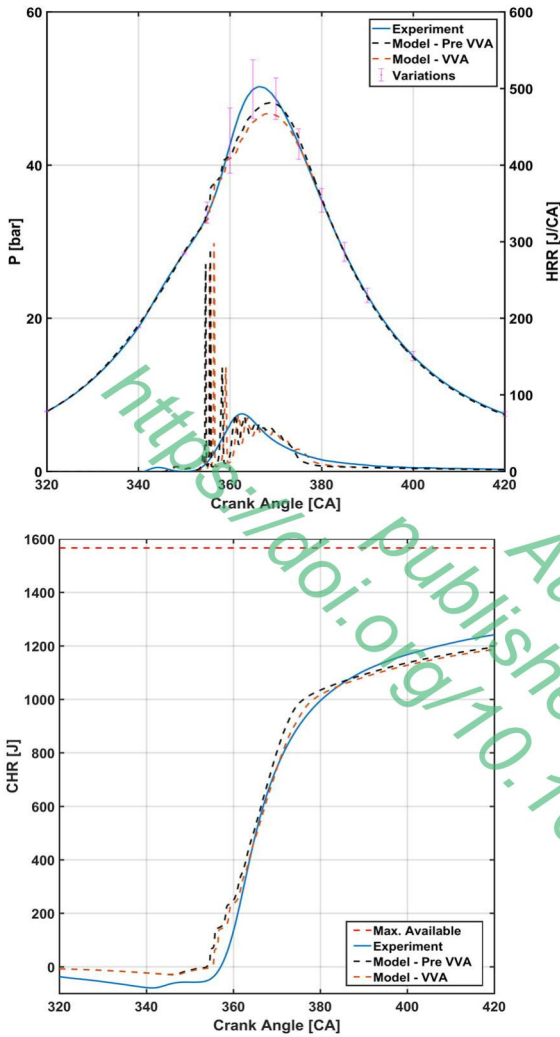 60
600
Experiment
Model - Pre VVA
Model - VVA
Variations
500
40
400
P [bar]
HRR [J/CA]
300
20
200
100
0
0
320
340
360
380
400
420
Crank Angle [CA]
https://doi.org/10.1
publishe
1600
1400
1200
1000
CHR [J]
800
600
400
200
0
Max. Available
Experiment
Model - Pre VVA
Model - VVA
320
340
360
380
400
420
Crank Angle [CA]